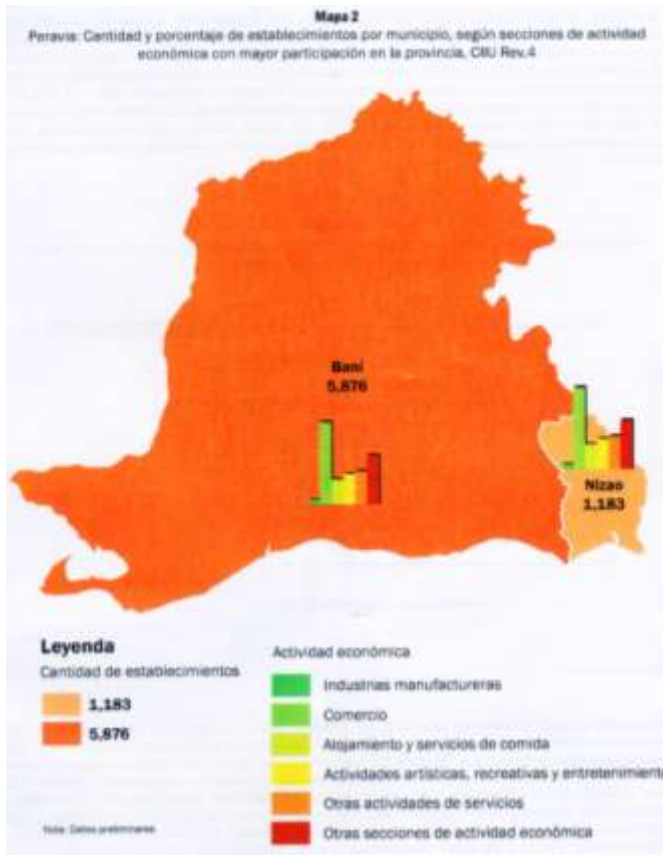 Mapa 2
Peravia: Cantidad y porcentaje de establecimientos por municipio, según secciones de actividad
económica con mayor participación en la provincia. CIIU Rev.4
Baní
5,876
Nizao
1,183
Leyenda
Cantidad de establecimientos
1,183
5,876
Actividad económica
Industrias manufactureras
Comercio
Alojamiento y servicios de comida
Actividades artísticas, recreativas y entretenimiento
Otras actividades de servicios
Otras secciones de actividad económica
Nota: Datos preliminares